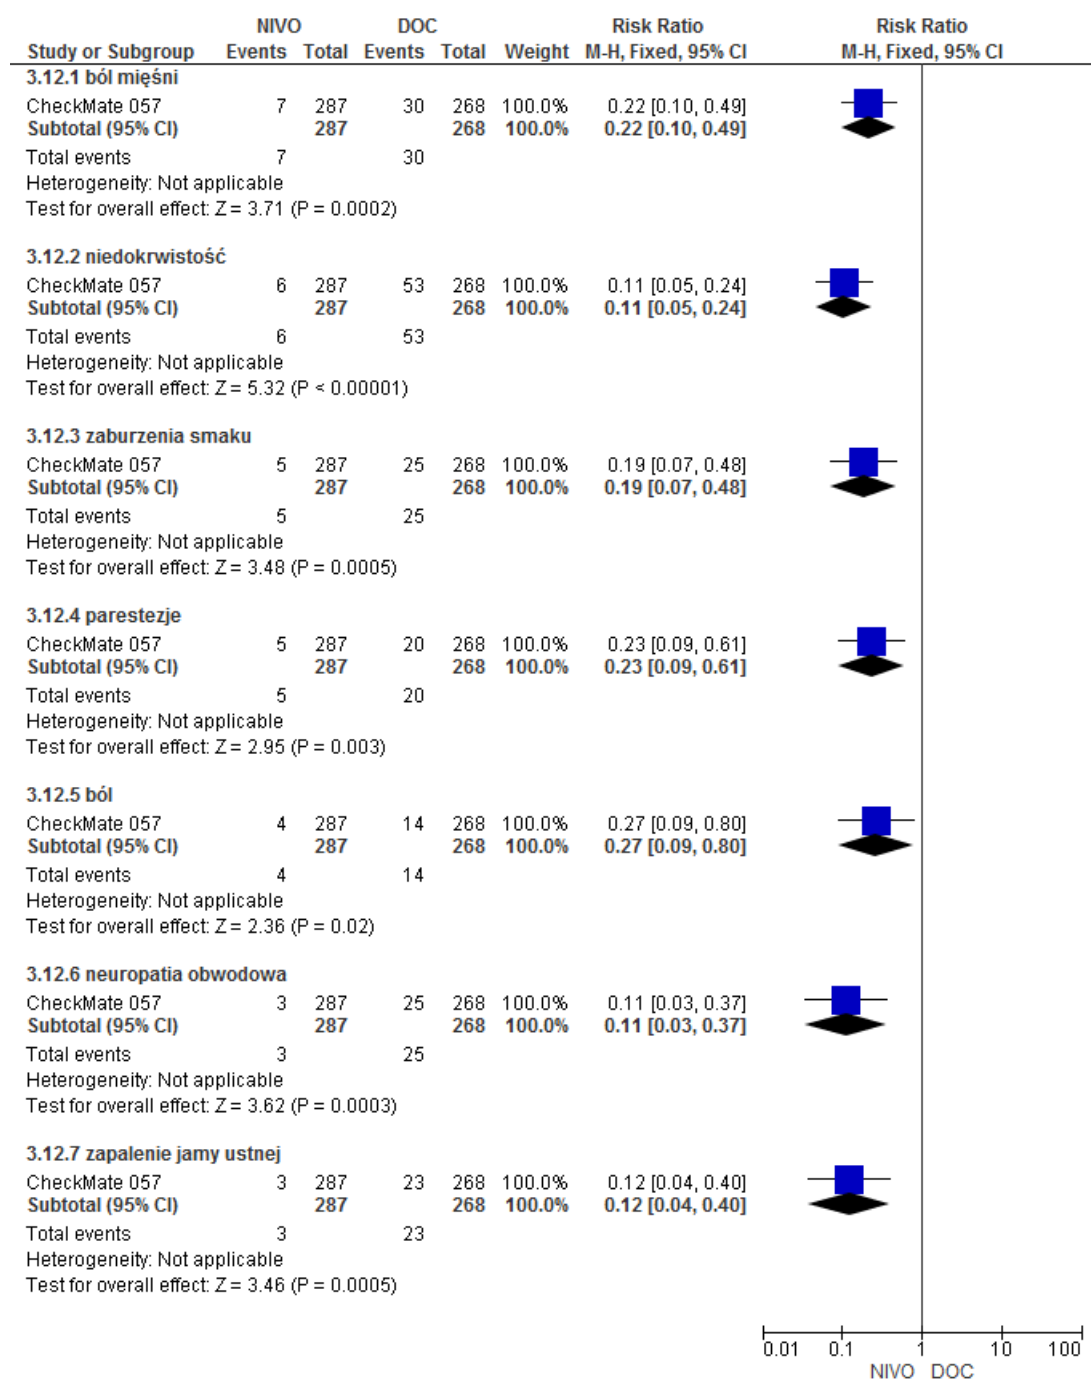 NIVO DOC Risk Ratio Risk Ratio
Study or Subgroup Events Total Events Total Weight M-H, Fixed, 95% CI M-H, Fixed, 95% CI
3.12.1 ból mięśni
CheckMate 057 7 287 30 268 100.0% 0.22 [0.10, 0.49]
Subtotal (95% CI) 287 268 100.0% 0.22 [0.10, 0.49]
Total events 7 30
Heterogeneity: Not applicable
Test for overall effect: Z = 3.71 (P = 0.0002)
3.12.2 niedokrwistość
CheckMate 057 6 287 53 268 100.0% 0.11 [0.05, 0.24]
Subtotal (95% CI) 287 268 100.0% 0.11 [0.05, 0.24]
Total events 6 53
Heterogeneity: Not applicable
Test for overall effect: Z = 5.32 (P < 0.00001)
3.12.3 zaburzenia smaku
CheckMate 057 5 287 25 268 100.0% 0.19 [0.07, 0.48]
Subtotal (95% CI) 287 268 100.0% 0.19 [0.07, 0.48]
Total events 5 25
Heterogeneity: Not applicable
Test for overall effect: Z = 3.48 (P = 0.0005)
3.12.4 parestezje
CheckMate 057 5 287 20 268 100.0% 0.23 [0.09, 0.61]
Subtotal (95% CI) 287 268 100.0% 0.23 [0.09, 0.61]
Total events 5 20
Heterogeneity: Not applicable
Test for overall effect: Z = 2.95 (P = 0.003)
3.12.5 ból
CheckMate 057 4 287 14 268 100.0% 0.27 [0.09, 0.80]
Subtotal (95% CI) 287 268 100.0% 0.27 [0.09, 0.80]
Total events 4 14
Heterogeneity: Not applicable
Test for overall effect: Z = 2.36 (P = 0.02)
3.12.6 neuropatia obwodowa
CheckMate 057 3 287 25 268 100.0% 0.11 [0.03, 0.37]
Subtotal (95% CI) 287 268 100.0% 0.11 [0.03, 0.37]
Total events 3 25
Heterogeneity: Not applicable
Test for overall effect: Z = 3.62 (P = 0.0003)
3.12.7 zapalenie jamy ustnej
CheckMate 057 3 287 23 268 100.0% 0.12 [0.04, 0.40]
Subtotal (95% CI) 287 268 100.0% 0.12 [0.04, 0.40]
Total events 3 23
Heterogeneity: Not applicable
Test for overall effect: Z = 3.46 (P = 0.0005)
0.01 0.1 1 10 100
NIVO DOC